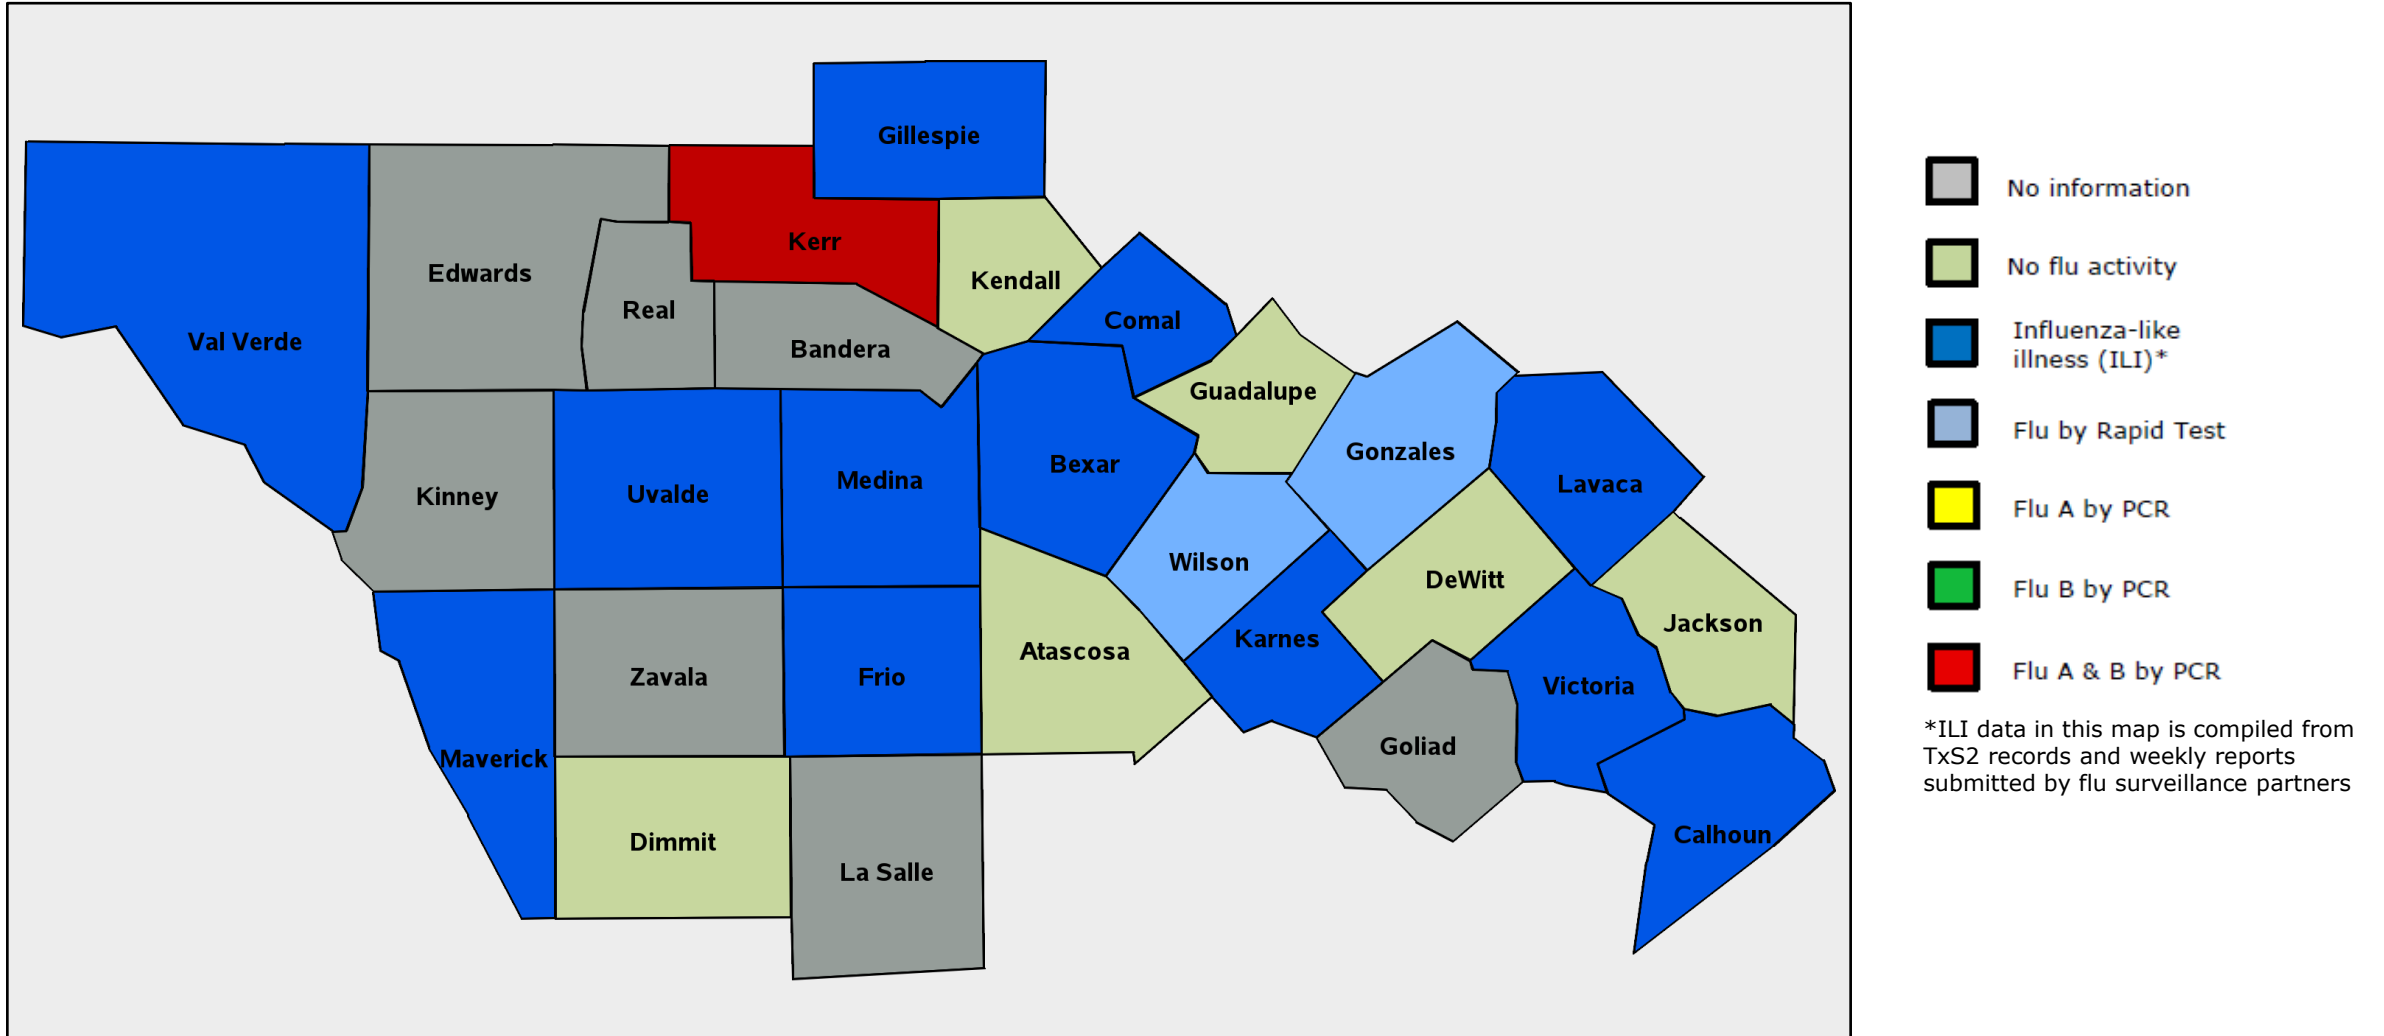 Gillespie
Kerr
Edwards
Kendall
Real
Comal
Val Verde
Bandera
Guadalupe
Gonzales
Bexar
Medina
Lavaca
Uvalde
Kinney
Wilson
DeWitt
Jackson
Karnes
Atascosa
Zavala
Frio
Victoria
Goliad
Maverick
Calhoun
Dimmit
La Salle
No information
No flu activity
Influenza-like
illness (ILI)*
Flu by Rapid Test
Flu A by PCR
Flu B by PCR
Flu A & B by PCR
*ILI data in this map is compiled from
TxS2 records and weekly reports
submitted by flu surveillance partners